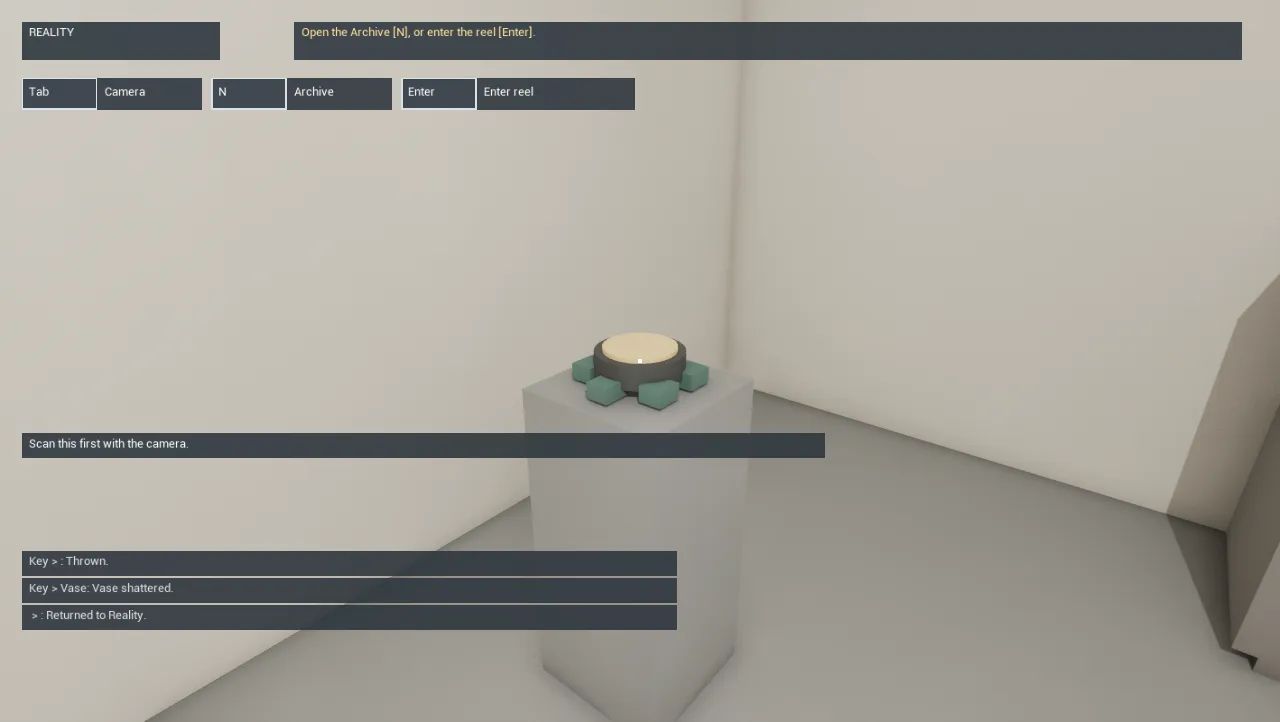 REALITY
Open the Archive [N], or enter the reel [Enter].
Tab Camera N Archive Enter Enter reel
Scan this first with the camera.
Key > : Thrown.
Key > Vase: Vase shattered.
> : Returned to Reality.